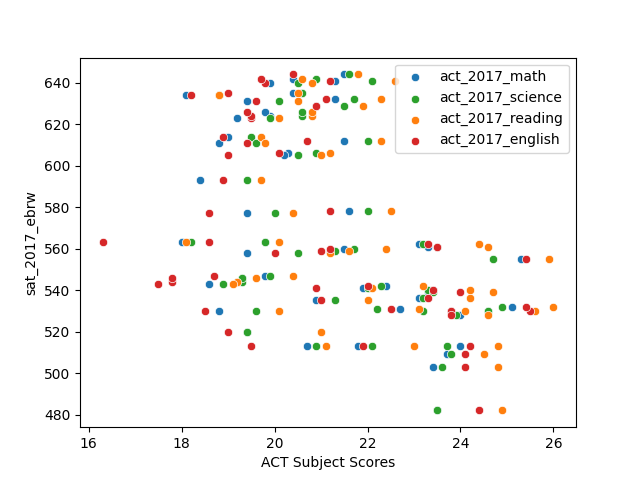 act_2017_math
act_2017_science
act_2017_reading
act_2017_english
640
620
600
580
560
540
520
500
480
sat_2017_ebrw
16 18 20 22 24 26
ACT Subject Scores